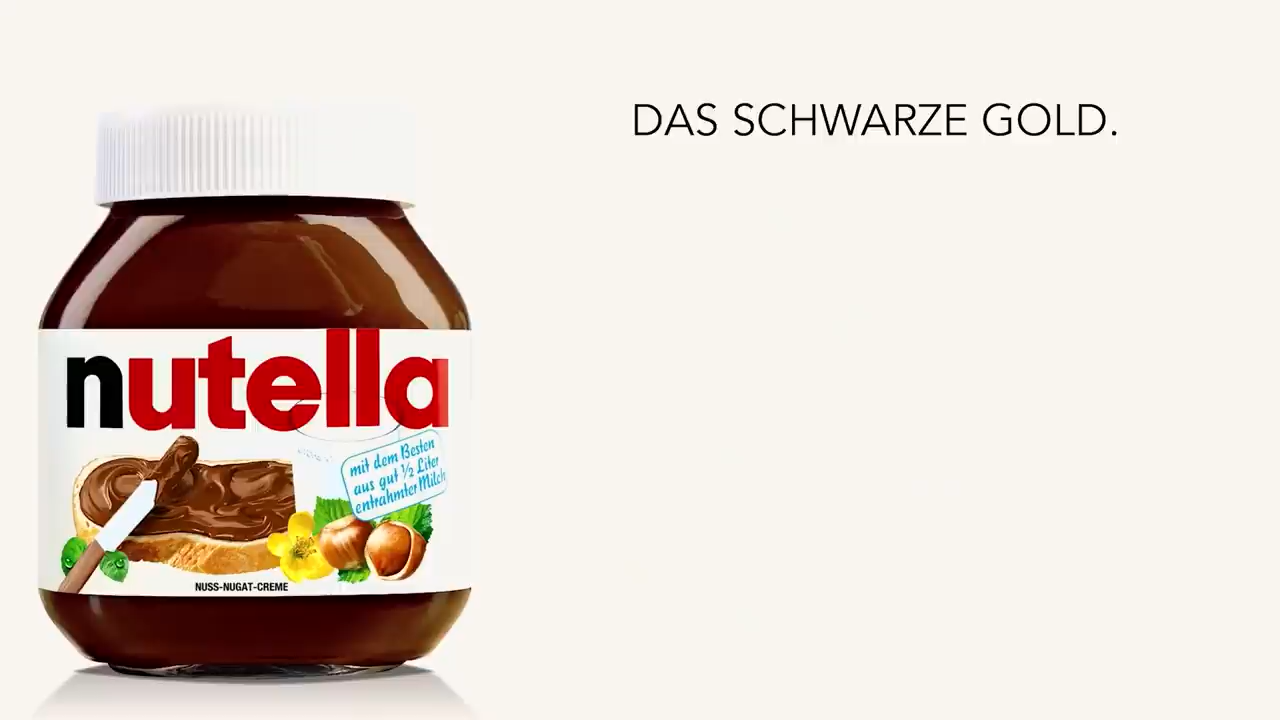 DAS SCHWARZE GOLD.
nutella
mit dem Besten
aus gut ½ Liter
entrahmter Milch
NUSS-NUGAT-CREME